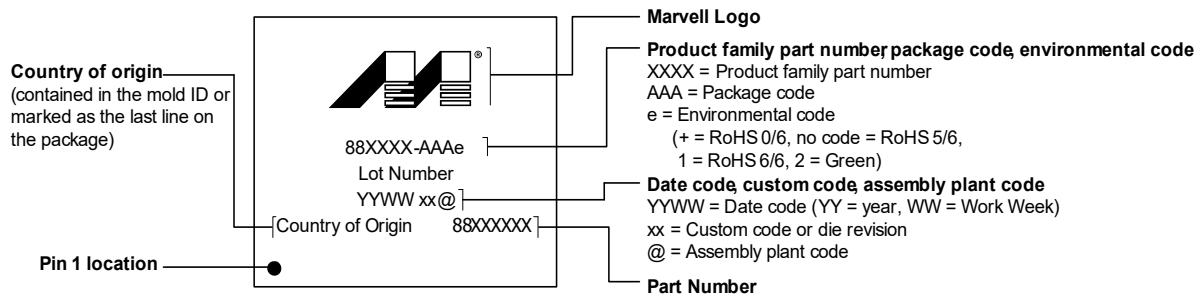 Marvell Logo
Product family part number, package code, environmental code
XXXX = Product family part number
AAA = Package code
e = Environmental code
(+ = RoHS 0/6, no code = RoHS 5/6,
1 = RoHS 6/6, 2 = Green)
Country of origin
(contained in the mold ID or
marked as the last line on
the package)
®
88XXXX-AAAe
Lot Number
YYWW xx@
Country of Origin 88XXXXXX
Date code, custom code, assembly plant code
YYWW = Date code (YY = year, WW = Work Week)
xx = Custom code or die revision
@ = Assembly plant code
Pin 1 location
Part Number